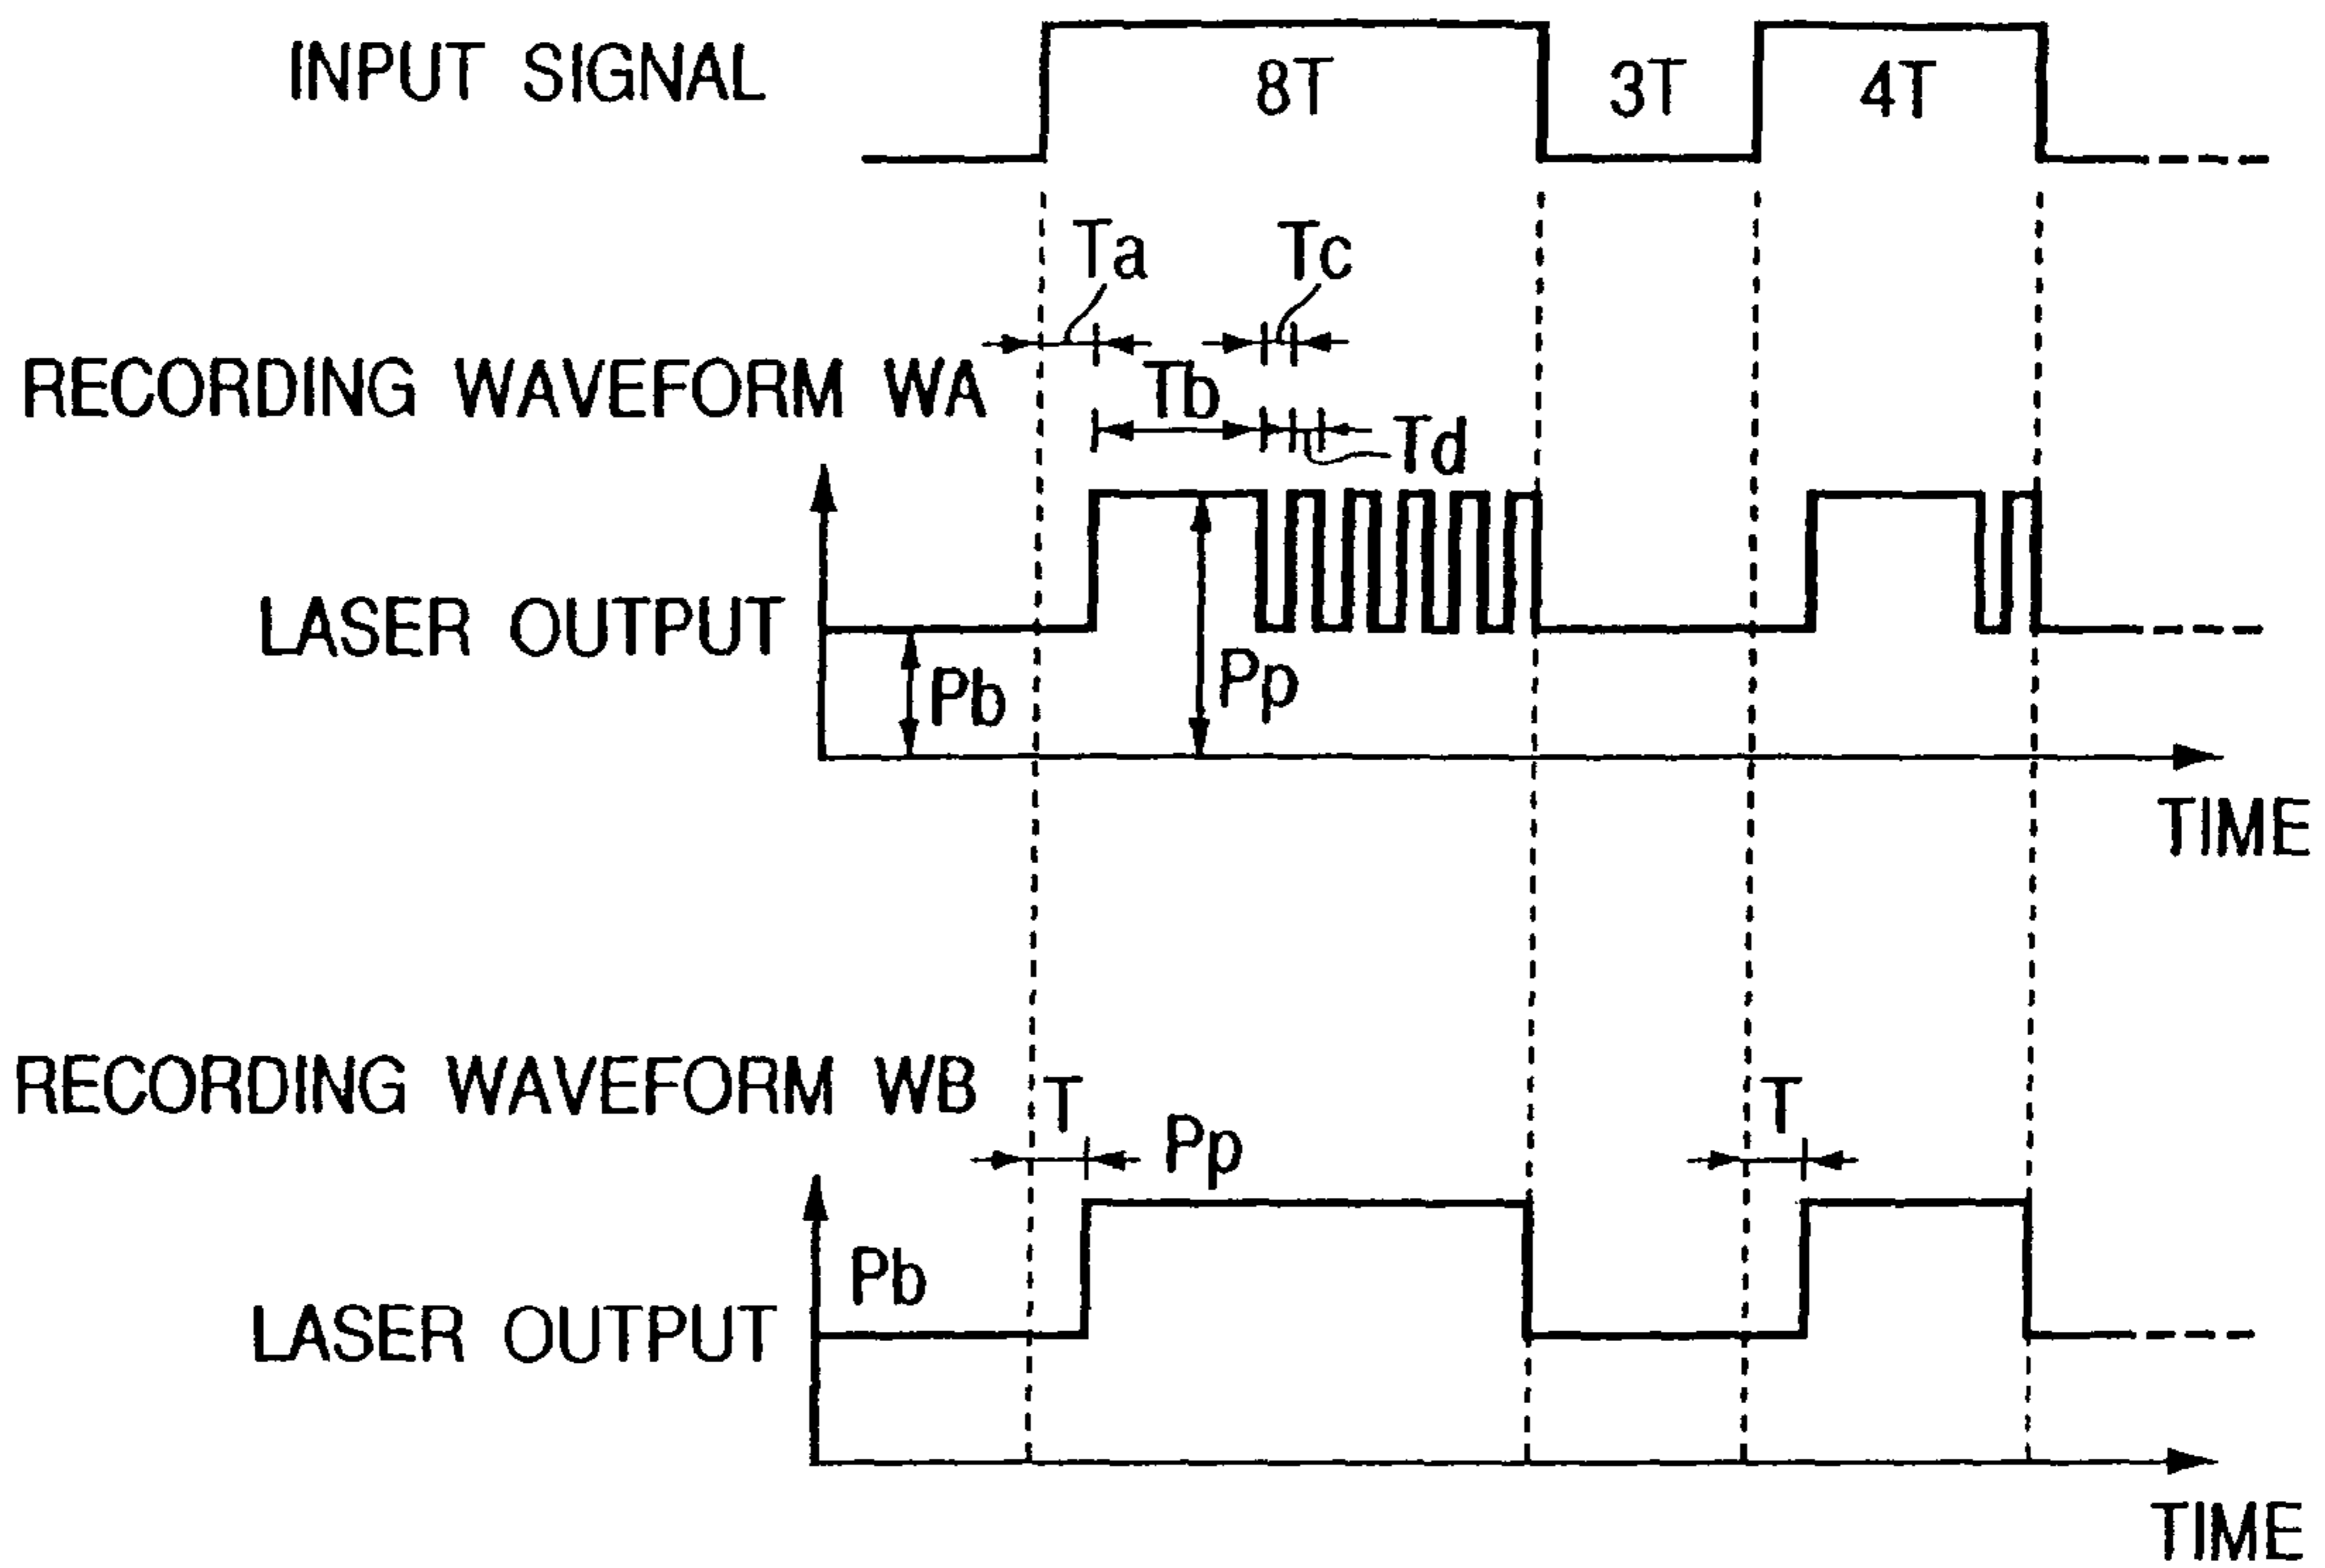 INPUT SIGNAL
8T
3T
4T
Ta
Tc
RECORDING WAVEFORM WA
Tb
Td
LASER OUTPUT
Pb
Pp
TIME
RECORDING WAVEFORM WB
T
Pp
T
Pb
LASER OUTPUT
TIME